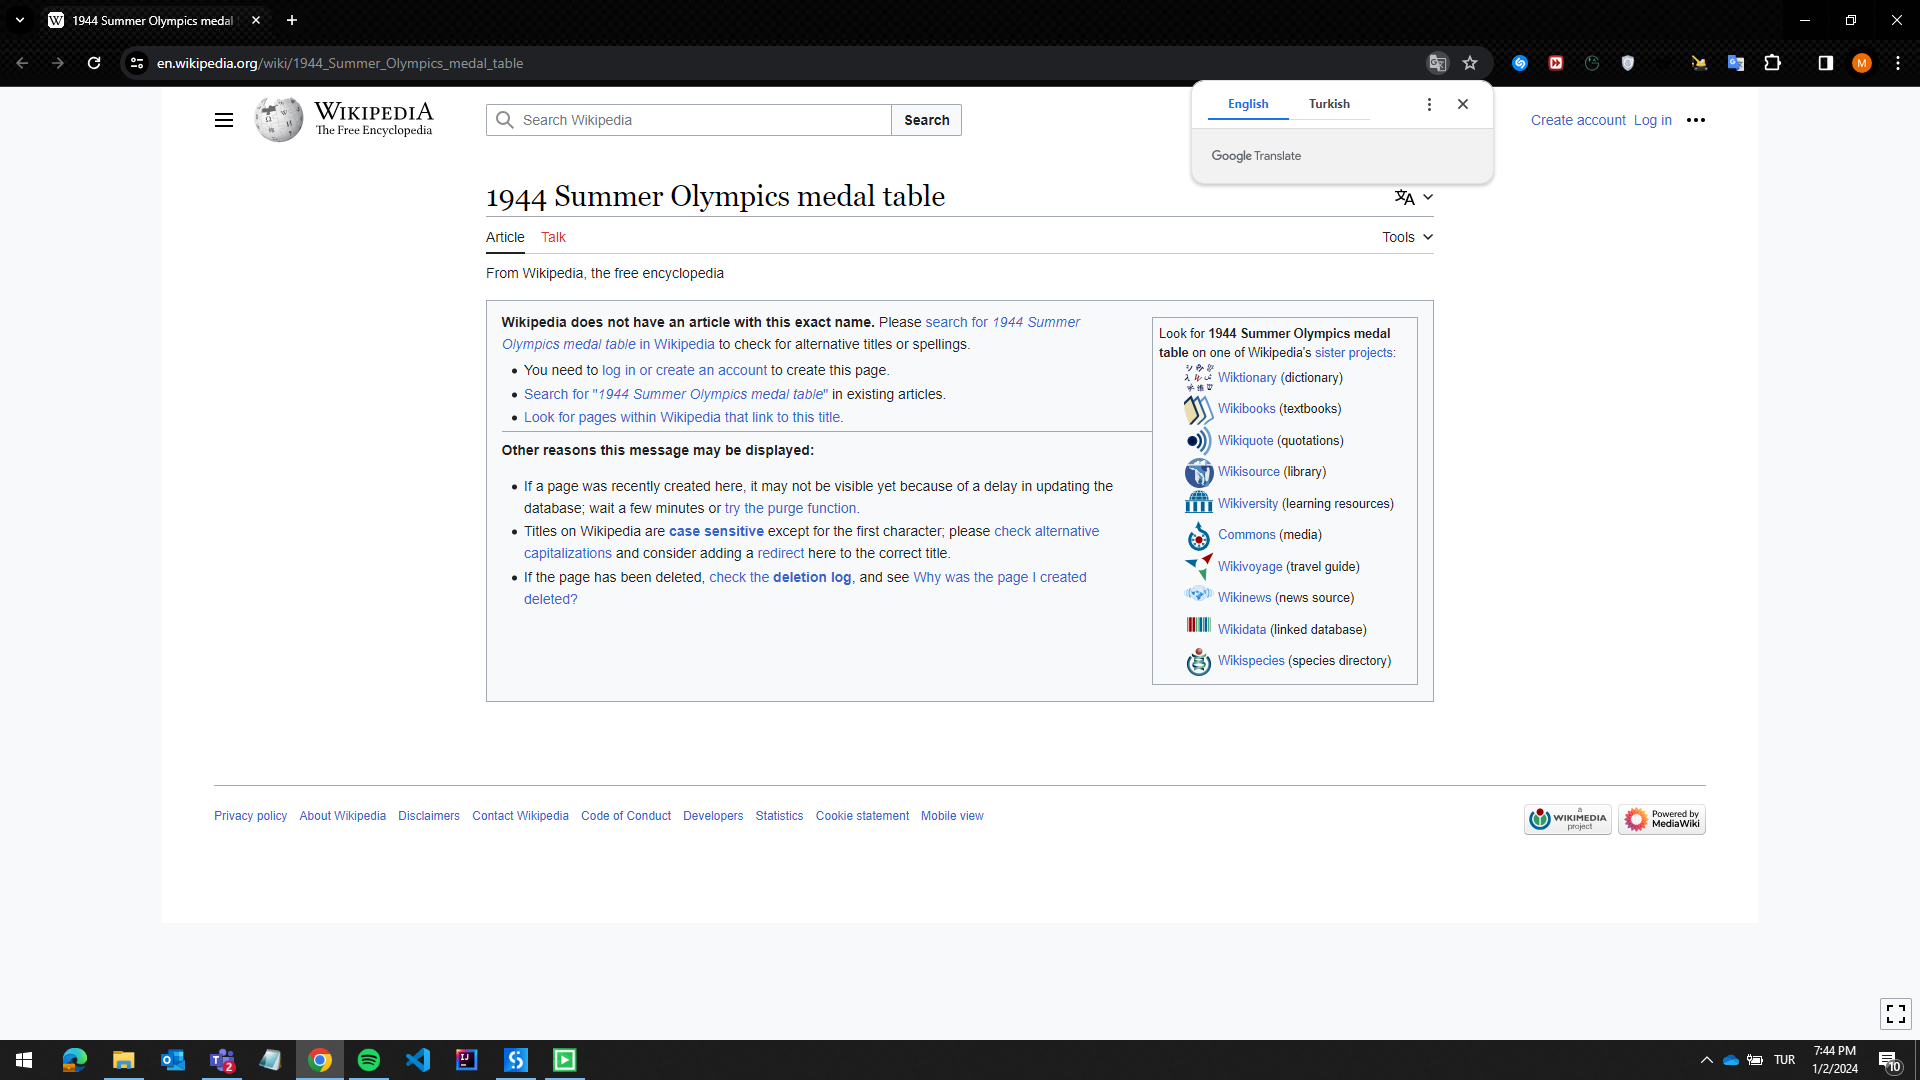 1944 Summer Olympics medal
en.wikipedia.org/wiki/1944_Summer_Olympics_medal_table
M
English Turkish
Google Translate
WIKIPEDIA
The Free Encyclopedia
Search Wikipedia
Search
Create account Log in
1944 Summer Olympics medal table
Article Talk
Tools
From Wikipedia, the free encyclopedia
Wikipedia does not have an article with this exact name. Please search for 1944 Summer
Olympics medal table in Wikipedia to check for alternative titles or spellings.
• You need to log in or create an account to create this page.
• Search for "1944 Summer Olympics medal table" in existing articles.
• Look for pages within Wikipedia that link to this title.
Other reasons this message may be displayed:
• If a page was recently created here, it may not be visible yet because of a delay in updating the
database; wait a few minutes or try the purge function.
• Titles on Wikipedia are case sensitive except for the first character; please check alternative
capitalizations and consider adding a redirect here to the correct title.
• If the page has been deleted, check the deletion log, and see Why was the page I created
deleted?
Look for 1944 Summer Olympics medal
table on one of Wikipedia's sister projects:
Wiktionary (dictionary)
Wikibooks (textbooks)
Wikiquote (quotations)
Wikisource (library)
Wikiversity (learning resources)
Commons (media)
Wikivoyage (travel guide)
Wikinews (news source)
Wikidata (linked database)
Wikispecies (species directory)
Privacy policy About Wikipedia Disclaimers Contact Wikipedia Code of Conduct Developers Statistics Cookie statement Mobile view
a
WIKIMEDIA
project
Powered by
MediaWiki
2
TUR
7:44 PM
1/2/2024
10